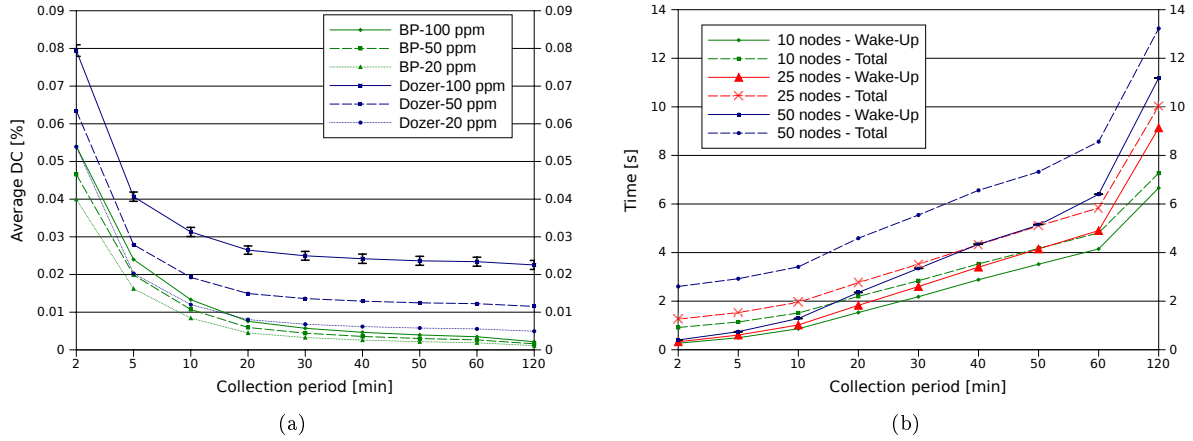 0.09
0.08
0.07
0.06
0.05
0.04
0.03
0.02
0.01
0
0.09
0.08
0.07
0.06
0.05
0.04
0.03
0.02
0.01
0
Average DC [%]
BP-100 ppm
BP-50 ppm
BP-20 ppm
Dozer-100 ppm
Dozer-50 ppm
Dozer-20 ppm
2 5 10 20 30 40 50 60 120
Collection period [min]
(a)
14
12
10
8
6
4
2
0
14
12
10
8
6
4
2
0
Time [s]
10 nodes - Wake-Up
10 nodes - Total
25 nodes - Wake-Up
25 nodes - Total
50 nodes - Wake-Up
50 nodes - Total
2 5 10 20 30 40 50 60 120
Collection period [min]
(b)